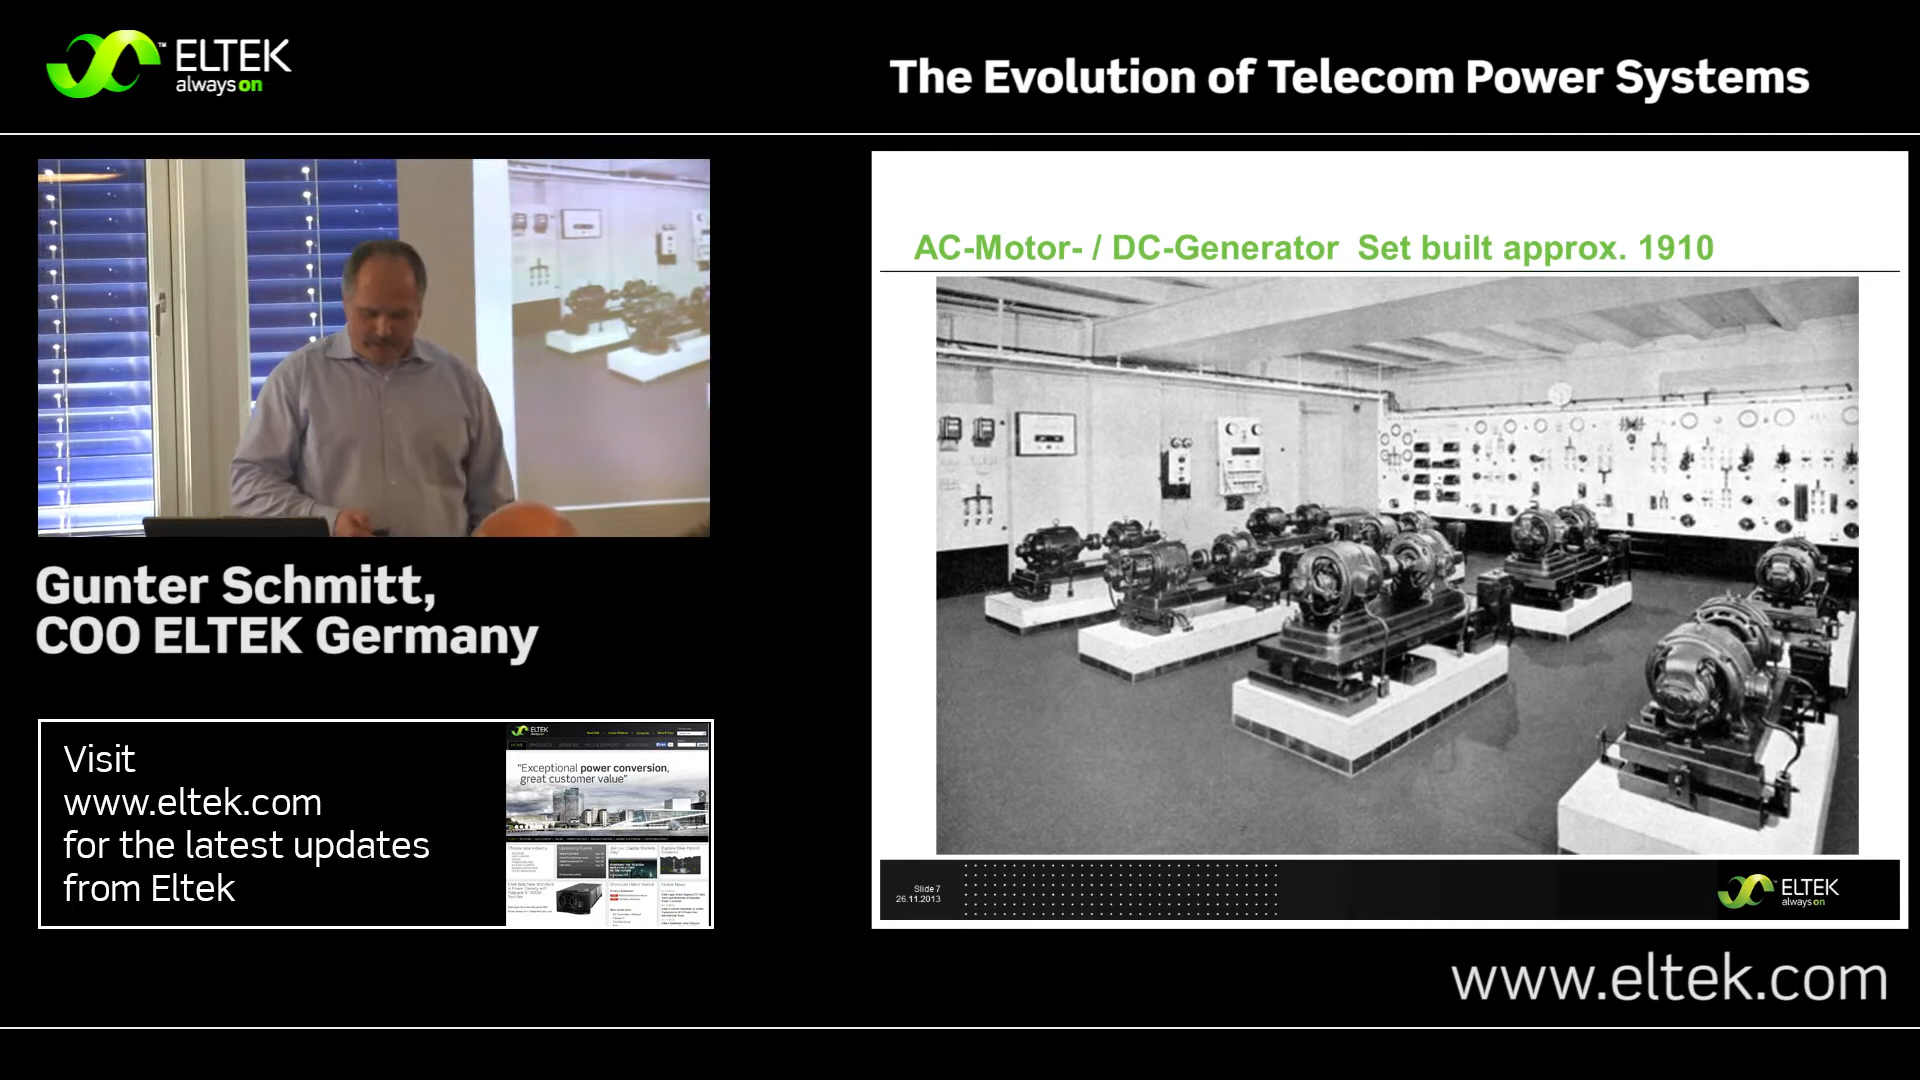 ELTEK
always on
The Evolution of Telecom Power Systems
AC-Motor- / DC-Generator Set built approx. 1910
Gunter Schmitt,
COO ELTEK Germany
Visit
www.eltek.com
for the latest updates
from Eltek
ELTEK
"Exceptional power conversion,
great customer value"
Slide 7
26.11.2013
ELTEK
always on
www.eltek.com